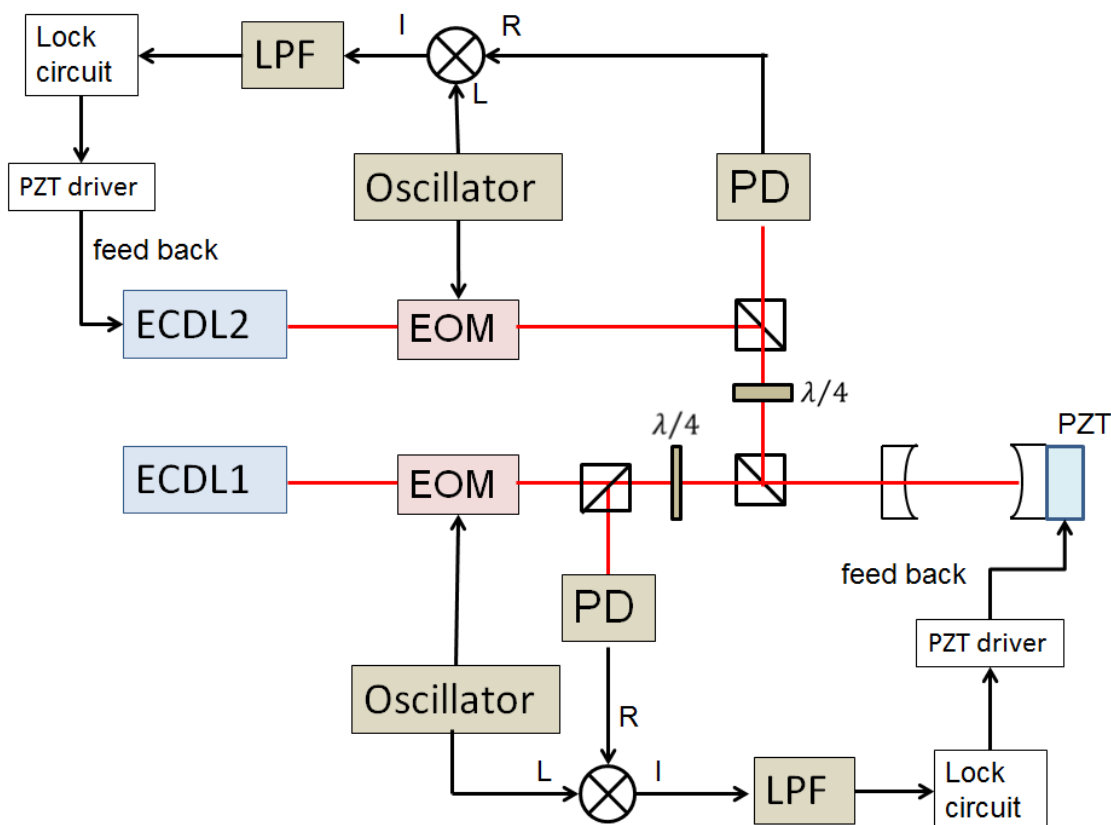 Lock
circuit
LPF
I
R
L
PZT driver
Oscillator
PD
feed back
ECDL2
EOM
λ/4
λ/4
PZT
ECDL1
EOM
feed back
PD
PZT driver
Oscillator
R
L
I
LPF
Lock
circuit